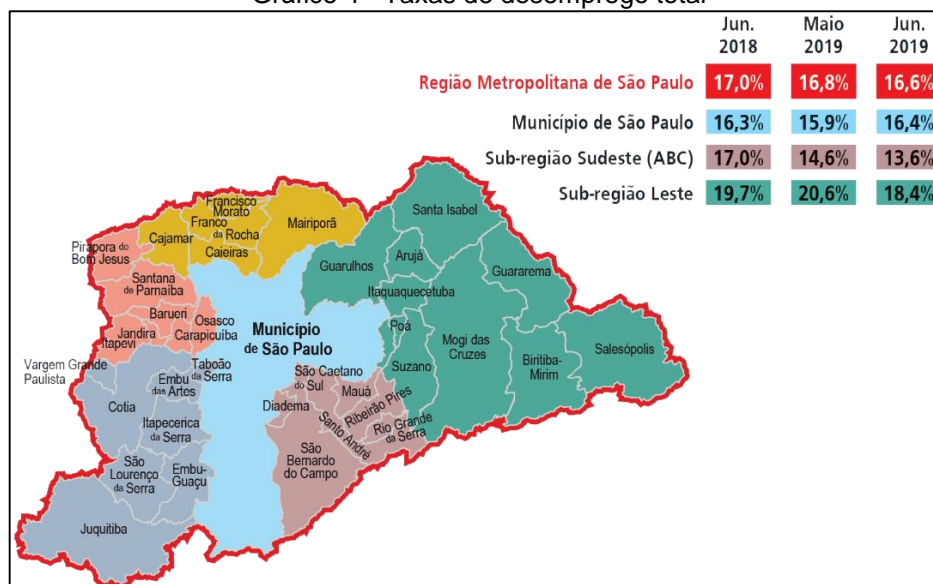 Jun. 2018 Maio 2019 Jun. 2019
Região Metropolitana de São Paulo 17,0% 16,8% 16,6%
Município de São Paulo 16,3% 15,9% 16,4%
Sub-região Sudeste (ABC) 17,0% 14,6% 13,6%
Sub-região Leste 19,7% 20,6% 18,4%
Francisco Morato
Franco da Rocha
Mairiporã
Cajamar
Caieiras
Santa Isabel
Pirapora do Bom Jesus
Guarulhos
Arujá
Guararema
Santana de Parnaíba
Itaquaquecetuba
Barueri
Osasco
Carapicuíba
Jandira
Itapevi
Município de São Paulo
Poá
Mogi das Cruzes
Salesópolis
Biritiba-Mirim
Suzano
Vargem Grande Paulista
Taboão da Serra
São Caetano do Sul
Mauá
Embu das Artes
Ribeirão Pires
Cotia
Diadema
Santo André
Rio Grande da Serra
Itapecerica da Serra
São Bernardo do Campo
São Lourenço da Serra
Embu-Guaçu
Juquitiba